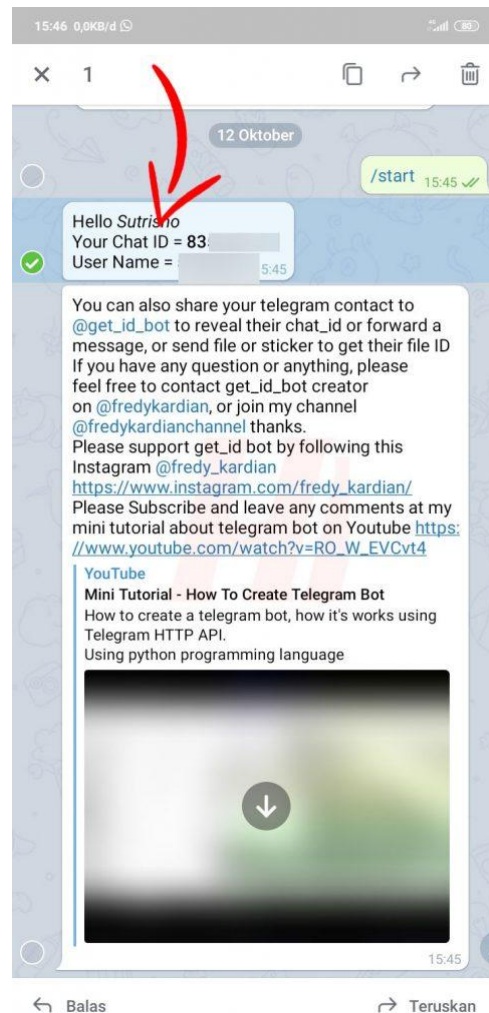 15:46 0,0KB/d
80
1
12 Oktober
/start 15:45
Hello Sutrisno
Your Chat ID = 83
User Name =
5:45
You can also share your telegram contact to
@get_id_bot to reveal their chat_id or forward a
message, or send file or sticker to get their file ID
If you have any question or anything, please
feel free to contact get_id_bot creator
on @fredykardian, or join my channel
@fredykardianchannel thanks.
Please support get_id bot by following this
Instagram @fredy_kardian
https://www.instagram.com/fredy_kardian/
Please Subscribe and leave any comments at my
mini tutorial about telegram bot on Youtube https:
//www.youtube.com/watch?v=RO_W_EVCvt4
YouTube
Mini Tutorial - How To Create Telegram Bot
How to create a telegram bot, how it's works using
Telegram HTTP API.
Using python programming language
15:45
Balas
Teruskan